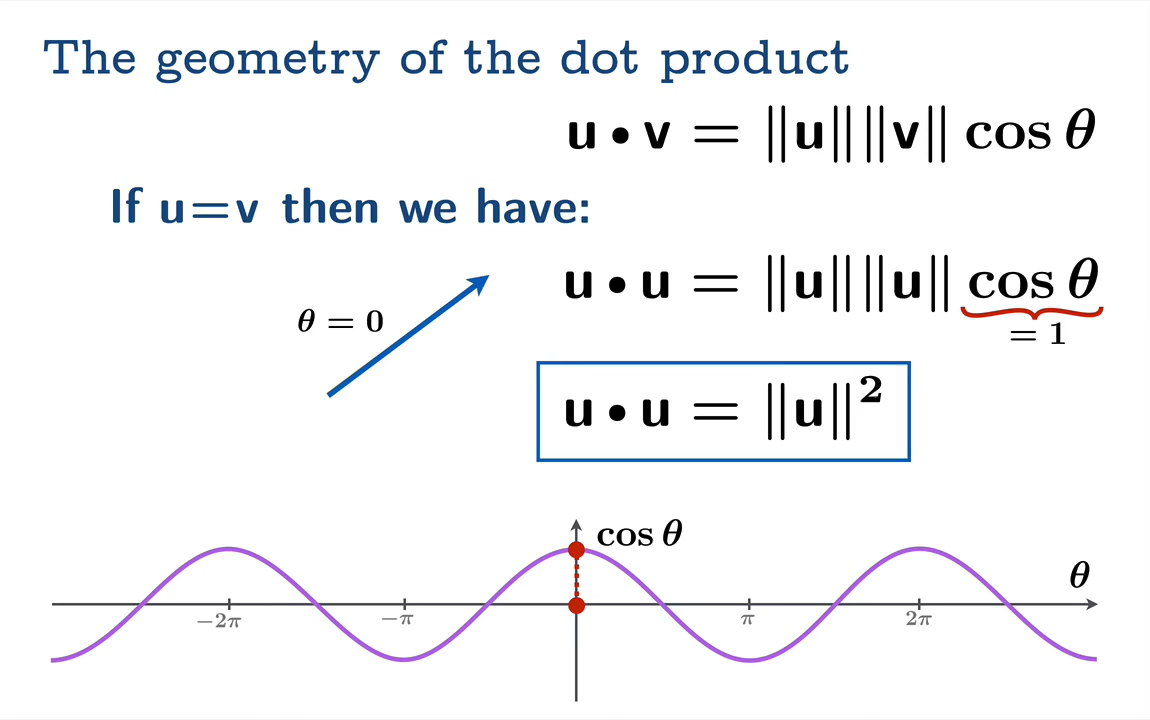 The geometry of the dot product
u • v = ||u|| ||v|| cos θ
If u=v then we have:
u • u = ||u|| ||u|| cos θ
= 1
θ = 0
u • u = ||u||²
cos θ
θ
−2π −π π 2π